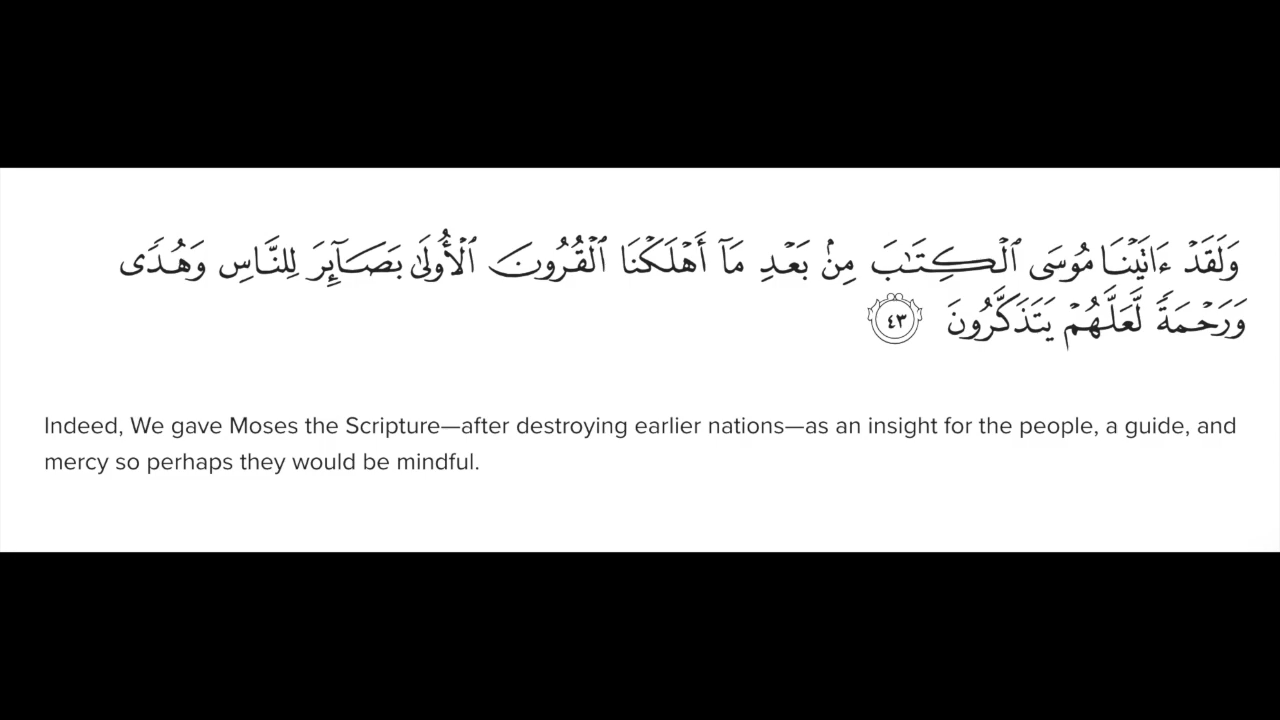 وَلَقَدْ ءَاتَيْنَا مُوسَى ٱلْكِتَـٰبَ مِنۢ بَعْدِ مَآ أَهْلَكْنَا ٱلْقُرُونَ ٱلْأُولَىٰ بَصَآئِرَ لِلنَّاسِ وَهُدًى
وَرَحْمَةً لَّعَلَّهُمْ يَتَذَكَّرُونَ ٤٣
Indeed, We gave Moses the Scripture—after destroying earlier nations—as an insight for the people, a guide, and
mercy so perhaps they would be mindful.